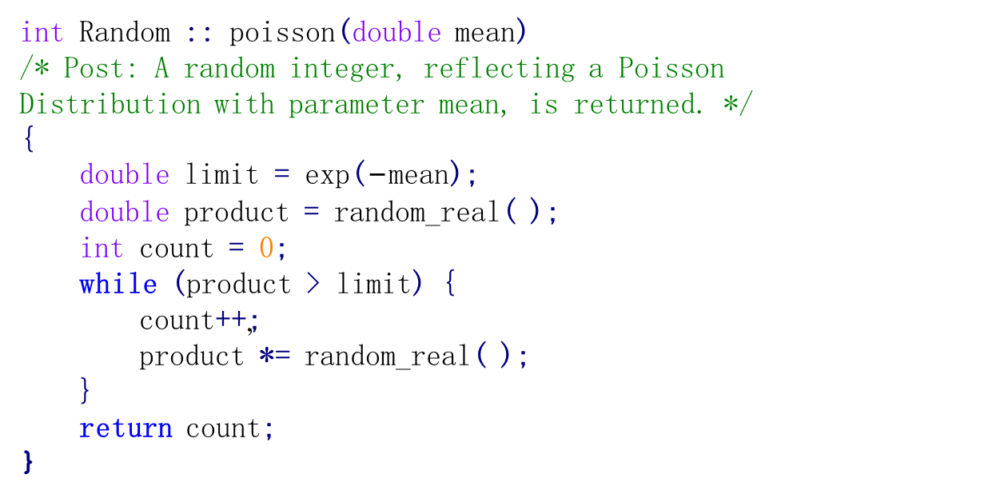 int Random :: poisson(double mean)
/* Post: A random integer, reflecting a Poisson
Distribution with parameter mean, is returned. */
{
    double limit = exp(-mean);
    double product = random_real( );
    int count = 0;
    while (product > limit) {
        count++,;
        product *= random_real( );
    }
    return count;
}